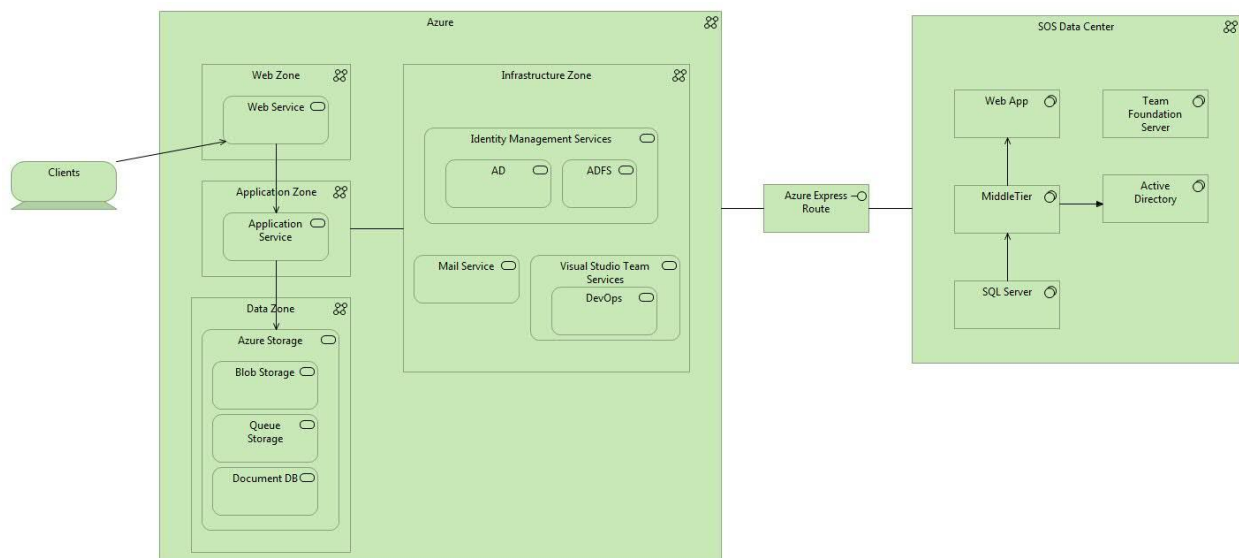 Azure
Web Zone
Web Service
Clients
Application Zone
Application
Service
Data Zone
Azure Storage
Blob Storage
Queue
Storage
Document DB
Infrastructure Zone
Identity Management Services
AD
ADFS
Mail Service
Visual Studio Team
Services
DevOps
Azure Express
Route
SOS Data Center
Web App
Team
Foundation
Server
MiddleTier
Active
Directory
SQL Server